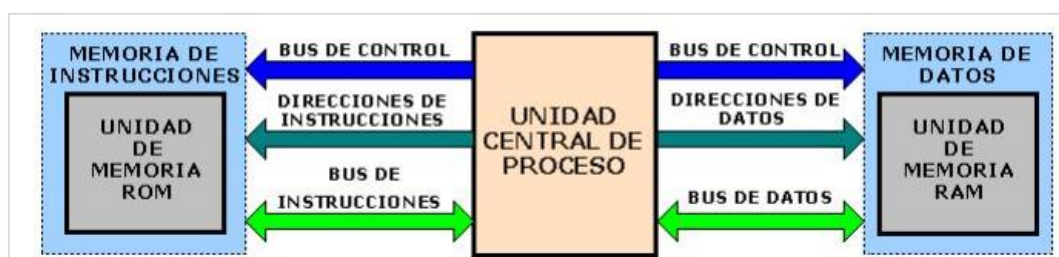 MEMORIA DE
INSTRUCCIONES
UNIDAD
DE
MEMORIA
ROM
BUS DE CONTROL
DIRECCIONES DE
INSTRUCCIONES
BUS DE
INSTRUCCIONES
UNIDAD
CENTRAL DE
PROCESO
BUS DE CONTROL
DIRECCIONES DE
DATOS
BUS DE DATOS
MEMORIA DE
DATOS
UNIDAD
DE
MEMORIA
RAM